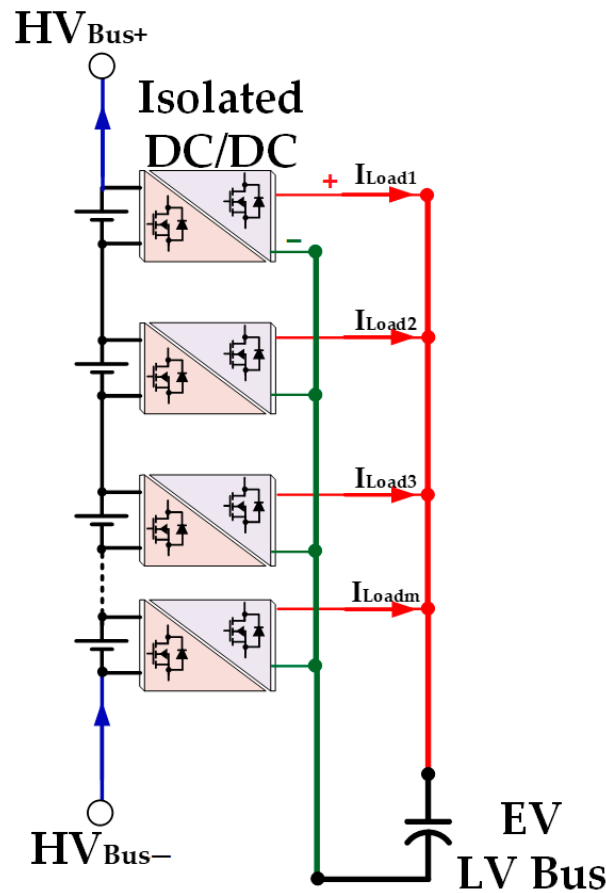 HVBus+
Isolated
DC/DC
+
ILoad1
−
ILoad2
ILoad3
ILoadm
HVBus−
EV
LV Bus